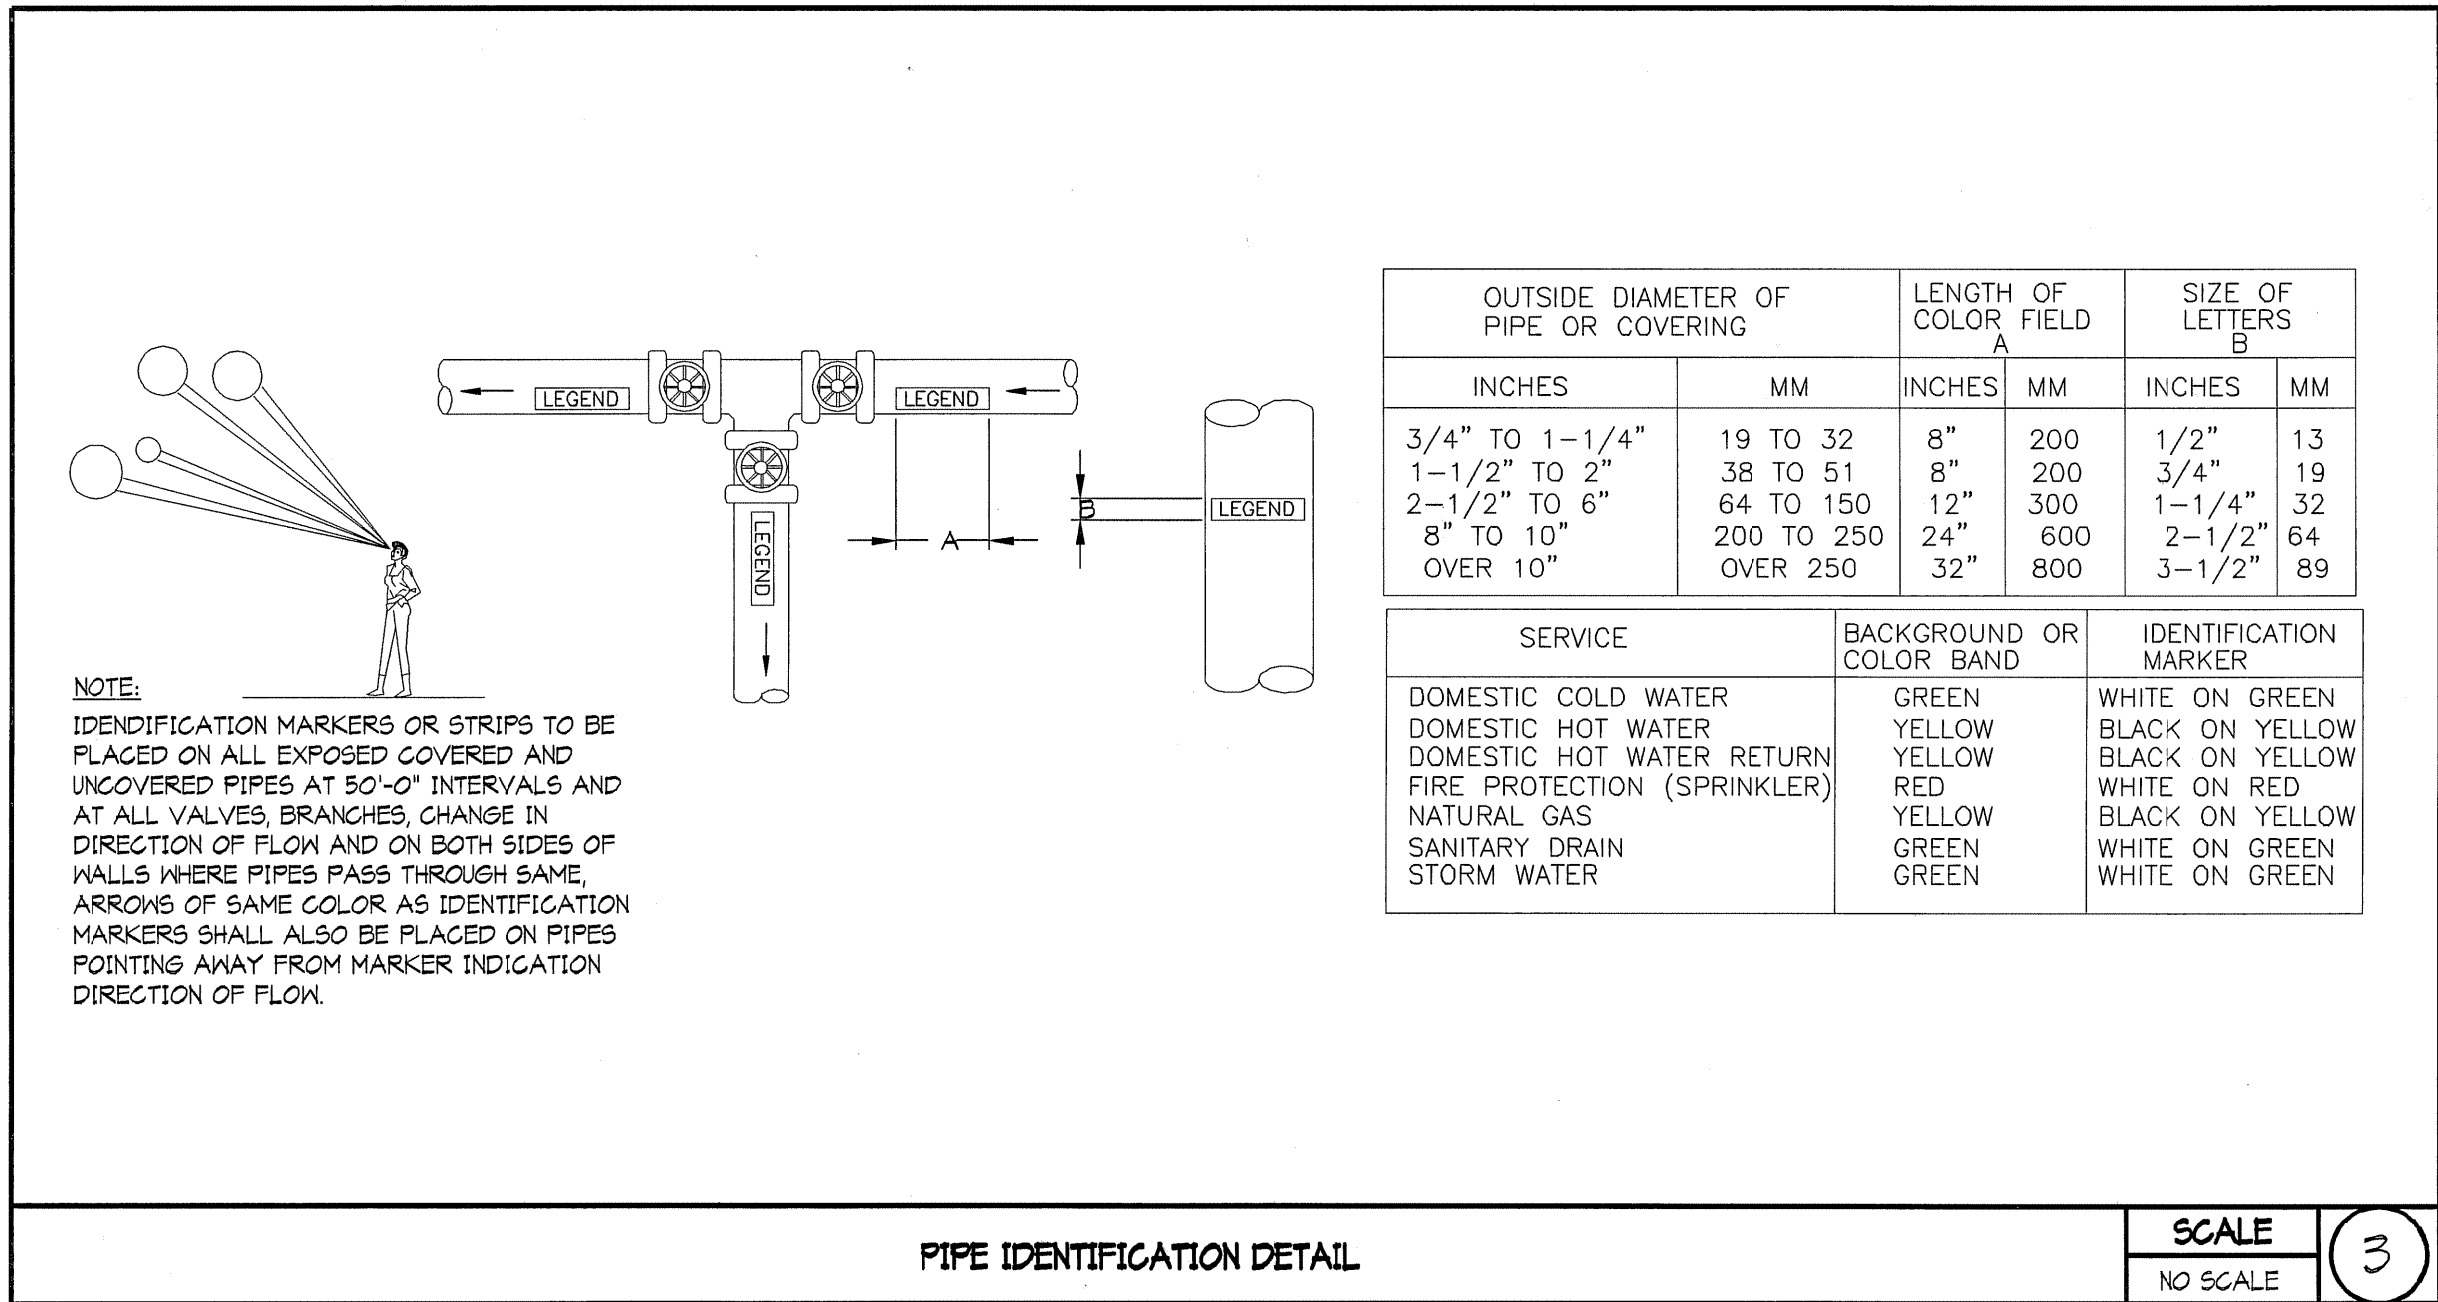 LEGEND
LEGEND
LEGEND
A
B
LEGEND
NOTE:
IDENDIFICATION MARKERS OR STRIPS TO BE
PLACED ON ALL EXPOSED COVERED AND
UNCOVERED PIPES AT 50'-0" INTERVALS AND
AT ALL VALVES, BRANCHES, CHANGE IN
DIRECTION OF FLOW AND ON BOTH SIDES OF
WALLS WHERE PIPES PASS THROUGH SAME,
ARROWS OF SAME COLOR AS IDENTIFICATION
MARKERS SHALL ALSO BE PLACED ON PIPES
POINTING AWAY FROM MARKER INDICATION
DIRECTION OF FLOW.
OUTSIDE DIAMETER OF
PIPE OR COVERING
LENGTH OF
COLOR FIELD
A
SIZE OF
LETTERS
B
INCHES MM INCHES MM INCHES MM
3/4" TO 1-1/4" 19 TO 32 8" 200 1/2" 13
1-1/2" TO 2" 38 TO 51 8" 200 3/4" 19
2-1/2" TO 6" 64 TO 150 12" 300 1-1/4" 32
8" TO 10" 200 TO 250 24" 600 2-1/2" 64
OVER 10" OVER 250 32" 800 3-1/2" 89
SERVICE
BACKGROUND OR
COLOR BAND
IDENTIFICATION
MARKER
DOMESTIC COLD WATER GREEN WHITE ON GREEN
DOMESTIC HOT WATER YELLOW BLACK ON YELLOW
DOMESTIC HOT WATER RETURN YELLOW BLACK ON YELLOW
FIRE PROTECTION (SPRINKLER) RED WHITE ON RED
NATURAL GAS YELLOW BLACK ON YELLOW
SANITARY DRAIN GREEN WHITE ON GREEN
STORM WATER GREEN WHITE ON GREEN
PIPE IDENTIFICATION DETAIL
SCALE
NO SCALE
3